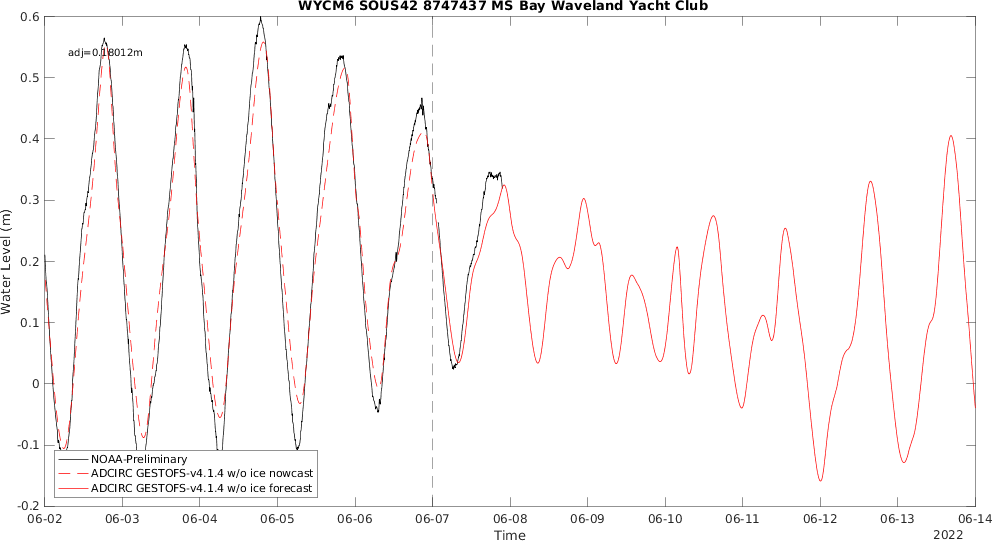 WYCM6 SOUS42 8747437 MS Bay Waveland Yacht Club
adj=0.18012m
Water Level (m)
0.6
0.5
0.4
0.3
0.2
0.1
0
-0.1
-0.2
NOAA-Preliminary
ADCIRC GESTOFS-v4.1.4 w/o ice nowcast
ADCIRC GESTOFS-v4.1.4 w/o ice forecast
06-02 06-03 06-04 06-05 06-06 06-07 06-08 06-09 06-10 06-11 06-12 06-13 06-14
Time
2022